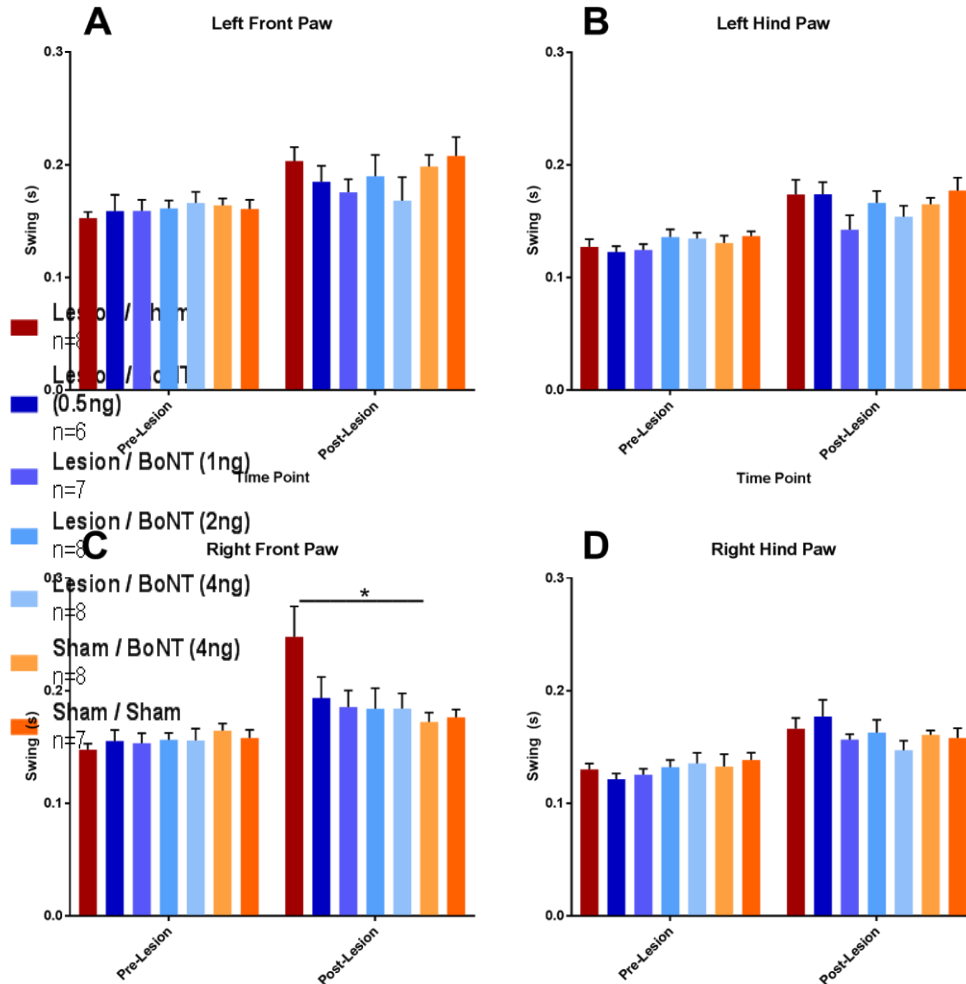 A
Left Front Paw
0.3
0.2
0.1
0.0
Swing (s)
Pre-Lesion
Post-Lesion
Time Point
B
Left Hind Paw
0.3
0.2
0.1
0.0
Swing (s)
Pre-Lesion
Post-Lesion
Time Point
n=8
(0.5ng)
n=6
Lesion / BoNT (1ng)
n=7
Lesion / BoNT (2ng)
n=8
Lesion / BoNT (4ng)
n=8
Sham / BoNT (4ng)
n=8
Sham / Sham
n=7
C
Right Front Paw
0.3
0.2
0.1
0.0
Swing (s)
*
Pre-Lesion
Post-Lesion
D
Right Hind Paw
0.3
0.2
0.1
0.0
Swing (s)
Pre-Lesion
Post-Lesion